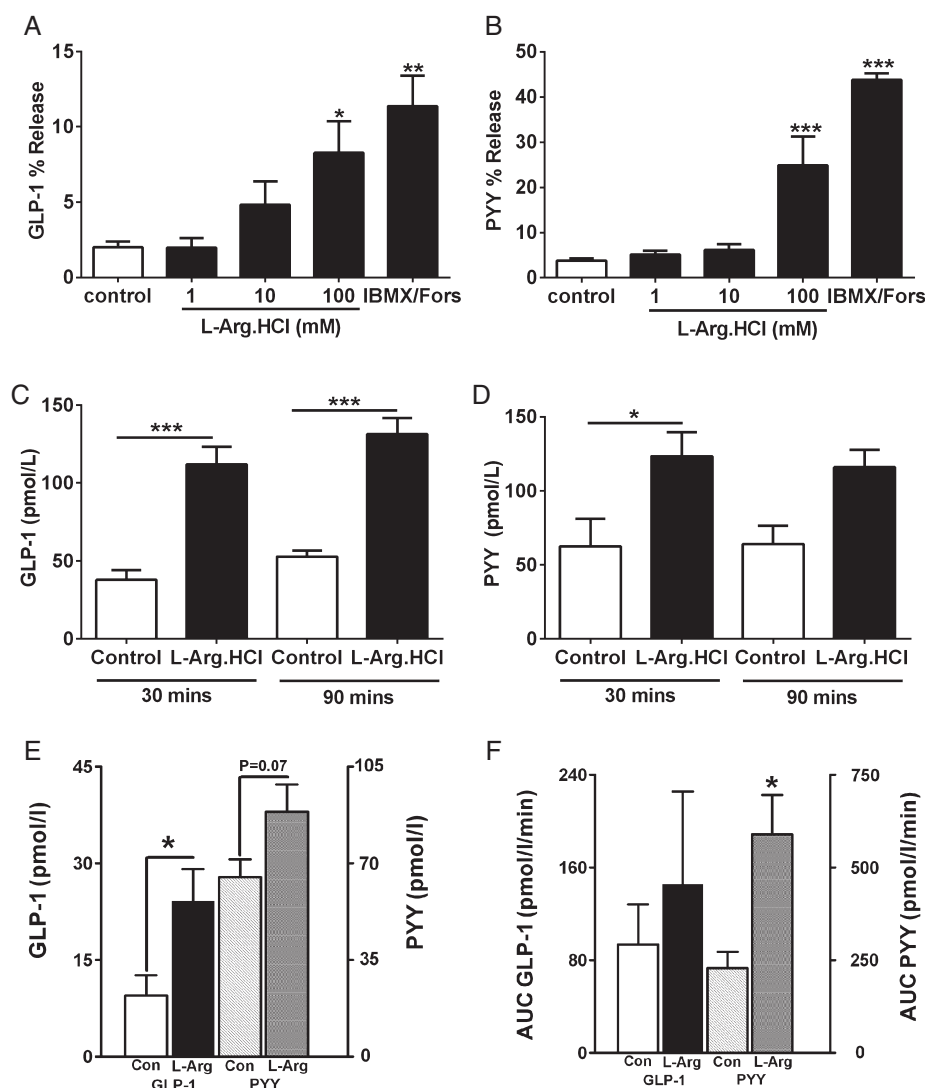 A
GLP-1 % Release
15
10
5
0
*
**
control
1
10
100
IBMX/Fors
L-Arg.HCl (mM)
B
PYY % Release
50
40
30
20
10
0
***
***
control
1
10
100
IBMX/Fors
L-Arg.HCl (mM)
C
GLP-1 (pmol/L)
150
100
50
0
***
***
Control
L-Arg.HCl
Control
L-Arg.HCl
30 mins
90 mins
D
PYY (pmol/L)
150
100
50
0
*
Control
L-Arg.HCl
Control
L-Arg.HCl
30 mins
90 mins
E
GLP-1 (pmol/l)
45
30
15
0
*
P=0.07
105
70
35
0
PYY (pmol/l)
Con
L-Arg
Con
L-Arg
GLP-1
PYY
F
AUC GLP-1 (pmol/l/min)
240
160
80
0
*
750
500
250
0
AUC PYY (pmol/l/min)
Con
L-Arg
Con
L-Arg
GLP-1
PYY